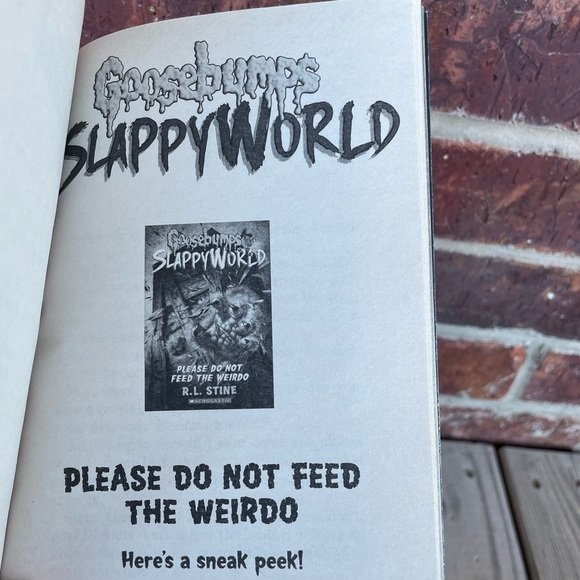 Goosebumps
SLAPPYWORLD
Goosebumps
SLAPPYWORLD
PLEASE DO NOT
FEED THE WEIRDO
R.L. STINE
SCHOLASTIC
PLEASE DO NOT FEED
THE WEIRDO
Here's a sneak peek!